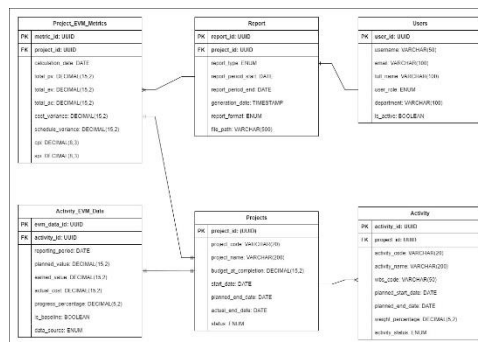 Project_EVM_Metrics
PK metric_id: UUID
FK project_id: UUID
calculation_date: DATE
total_pv: DECIMAL(15,2)
total_ev: DECIMAL(15,2)
total_ac: DECIMAL(15,2)
cost_variance: DECIMAL(15,2)
schedule_variance: DECIMAL(15,2)
cpi: DECIMAL(5,3)
spi: DECIMAL(5,3)
Report
PK report_id: UUID
FK project_id: UUID
report_type: ENUM
report_period_start: DATE
report_period_end: DATE
generation_date: TIMESTAMP
report_format: ENUM
file_path: VARCHAR(500)
Users
PK user_id: UUID
username: VARCHAR(50)
email: VARCHAR(100)
full_name: VARCHAR(100)
user_role: ENUM
department: VARCHAR(100)
is_active: BOOLEAN
Activity_EVM_Data
PK evm_data_id: UUID
FK activity_id: UUID
reporting_period: DATE
planned_value: DECIMAL(15,2)
earned_value: DECIMAL(15,2)
actual_cost: DECIMAL(15,2)
progress_percentage: DECIMAL(5,2)
is_baseline: BOOLEAN
data_source: ENUM
Projects
PK project_id: (UUID)
project_code: VARCHAR(20)
project_name: VARCHAR(200)
budget_at_completion: DECIMAL(15,2)
start_date: DATE
planned_end_date: DATE
actual_end_date: DATE
status: ENUM
Activity
PK activity_id: UUID
FK project_id: UUID
activity_code: VARCHAR(20)
activity_name: VARCHAR(200)
wbs_code: VARCHAR(50)
planned_start_date: DATE
planned_end_date: DATE
weight_percentage: DECIMAL(5,2)
activity_status: ENUM